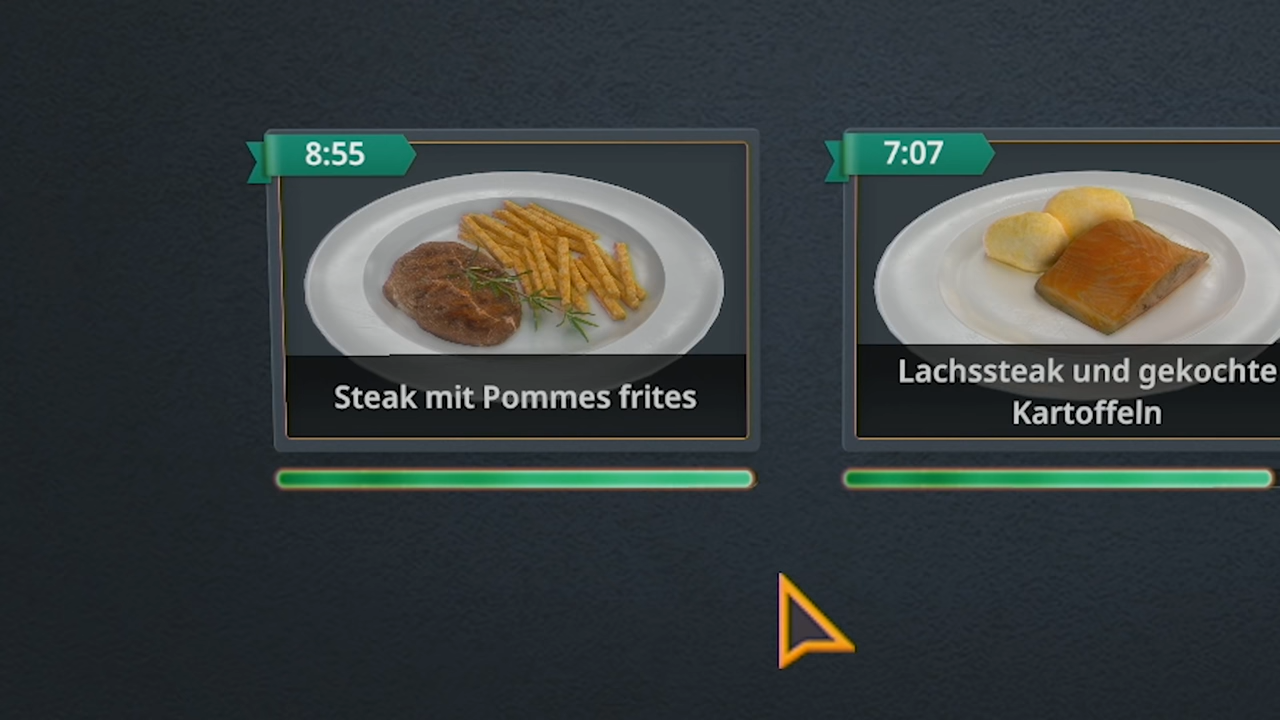 8:55
7:07
Steak mit Pommes frites
Lachssteak und gekochte
Kartoffeln